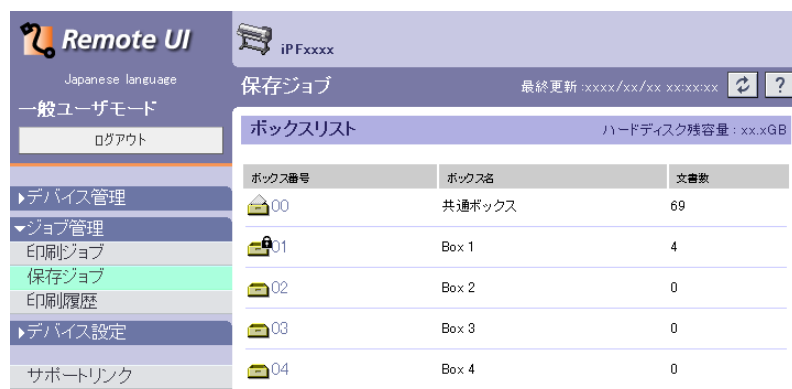 Remote UI
Japanese language
一般ユーザモード
ログアウト
▶デバイス管理
▼ジョブ管理
印刷ジョブ
保存ジョブ
印刷履歴
▶デバイス設定
サポートリンク
iPFxxxx
保存ジョブ
最終更新 :xxxx/xx/xx xx:xx:xx ?
ボックスリスト ハードディスク残容量 : xx.xGB
ボックス番号 ボックス名 文書数
00 共通ボックス 69
01 Box 1 4
02 Box 2 0
03 Box 3 0
04 Box 4 0